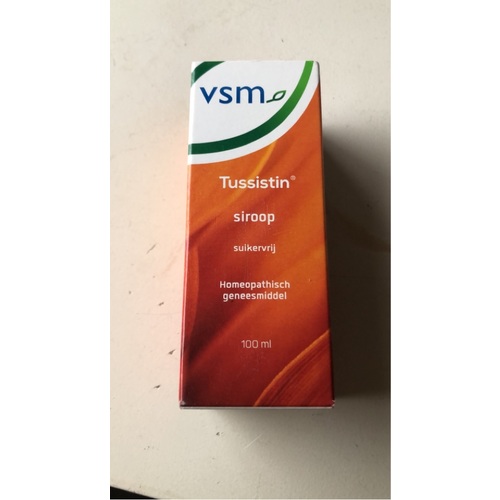 vsm
Tussistin®
siroop
suikervrij
Homeopathisch
geneesmiddel
100 ml